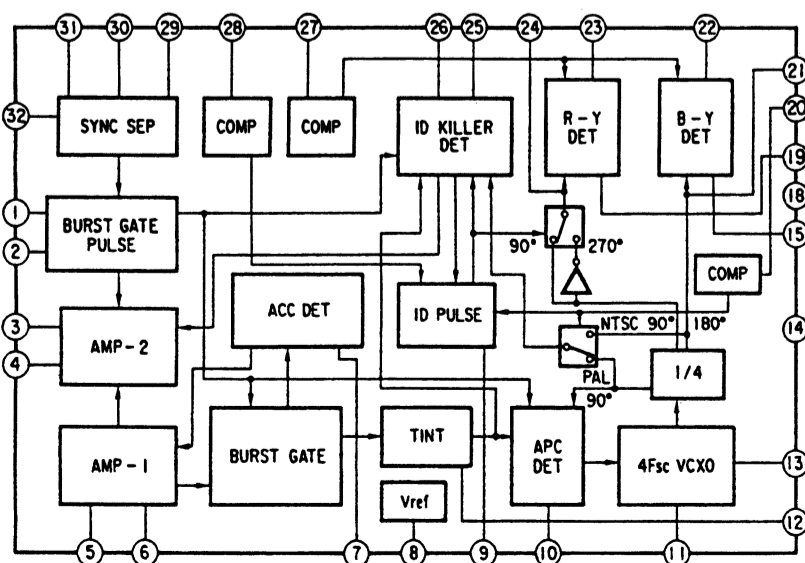 31
30
29
28
27
26
25
24
23
22
21
32
SYNC SEP
COMP
COMP
ID KILLER
DET
R-Y
DET
B-Y
DET
20
19
18
1
BURST GATE
PULSE
2
90°
270°
15
COMP
3
AMP-2
4
ACC DET
ID PULSE
NTSC 90°
180°
14
PAL
90°
1/4
AMP-1
BURST GATE
TINT
APC
DET
4Fsc VCXO
13
Vref
12
5
6
7
8
9
10
11